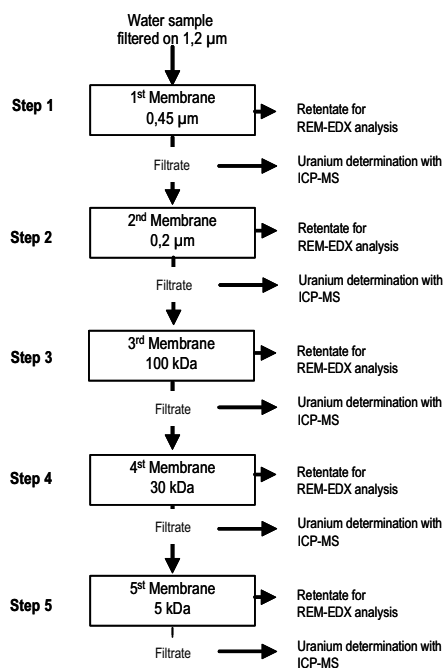 Water sample
filtered on 1,2 µm
Step 1
1st Membrane
0,45 µm
Retentate for
REM-EDX analysis
Filtrate
Uranium determination with
ICP-MS
Step 2
2nd Membrane
0,2 µm
Retentate for
REM-EDX analysis
Filtrate
Uranium determination with
ICP-MS
Step 3
3rd Membrane
100 kDa
Retentate for
REM-EDX analysis
Filtrate
Uranium determination with
ICP-MS
Step 4
4st Membrane
30 kDa
Retentate for
REM-EDX analysis
Filtrate
Uranium determination with
ICP-MS
Step 5
5st Membrane
5 kDa
Retentate for
REM-EDX analysis
Filtrate
Uranium determination with
ICP-MS